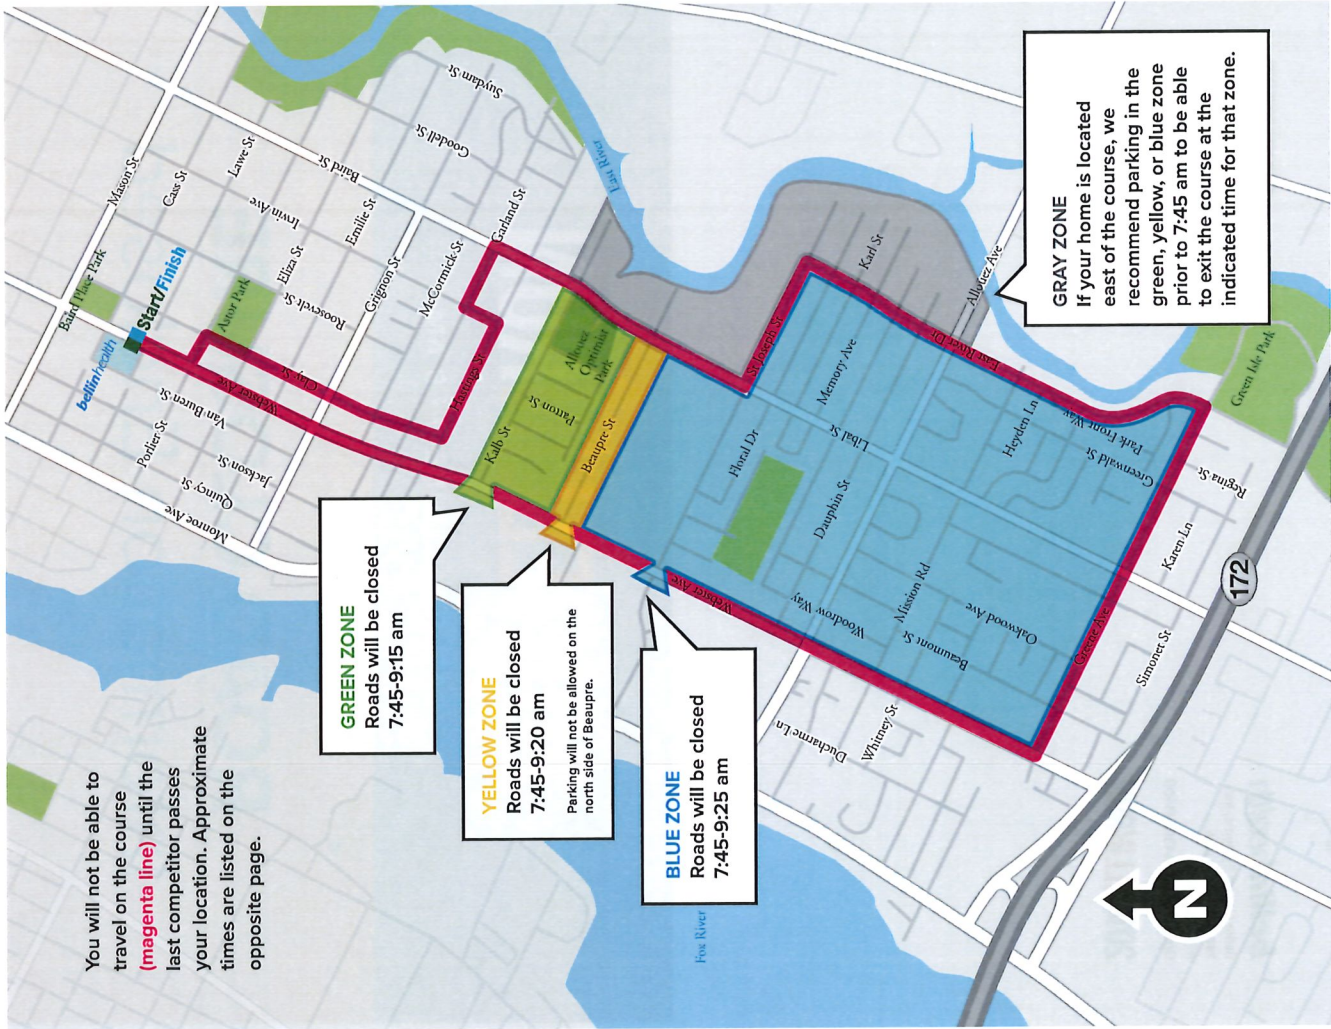 You will not be able to
travel on the course
(magenta line) until the
last competitor passes
your location. Approximate
times are listed on the
opposite page.
GREEN ZONE
Roads will be closed
7:45-9:15 am
YELLOW ZONE
Roads will be closed
7:45-9:20 am
Parking will not be allowed on the
north side of Beaupre.
BLUE ZONE
Roads will be closed
7:45-9:25 am
GRAY ZONE
If your home is located
east of the course, we
recommend parking in the
green, yellow, or blue zone
prior to 7:45 am to be able
to exit the course at the
indicated time for that zone.
Baird Place Park
Mason St
bellinhealth
Start/Finish
Cass St
Lawe St
Astor Park
Irwin Ave
Eliza St
Baird St
Emilie St
Roosevelt St
Grignon St
Clay St
Webster Ave
Van Buren St
Porlier St
Jackson St
Quincy St
Monroe Ave
Suydam St
Goodell St
Garland St
McCormick St
Hastings St
East River
Kalb St
Parron St
Allouez
Optimist
Park
Beaupre St
St Joseph St
Karl St
Allouez Ave
East River Dr
Memory Ave
Libal St
Floral Dr
Dauphin St
Heyden Ln
Park Front Way
Greenwald St
Green Isle Park
Regina St
Karen Ln
172
Simonet St
Greene Ave
Oakwood Ave
Mission Rd
Beaumont St
Woodrow Way
Webster Ave
Ducharme Ln
Whitney St
Fox River
N